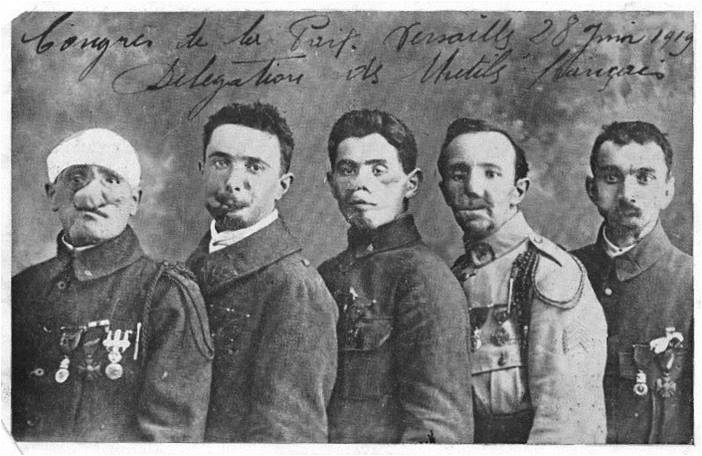 Congrès de la Paix. Versailles 28 Juin 1919
Délégation des Mutilés français